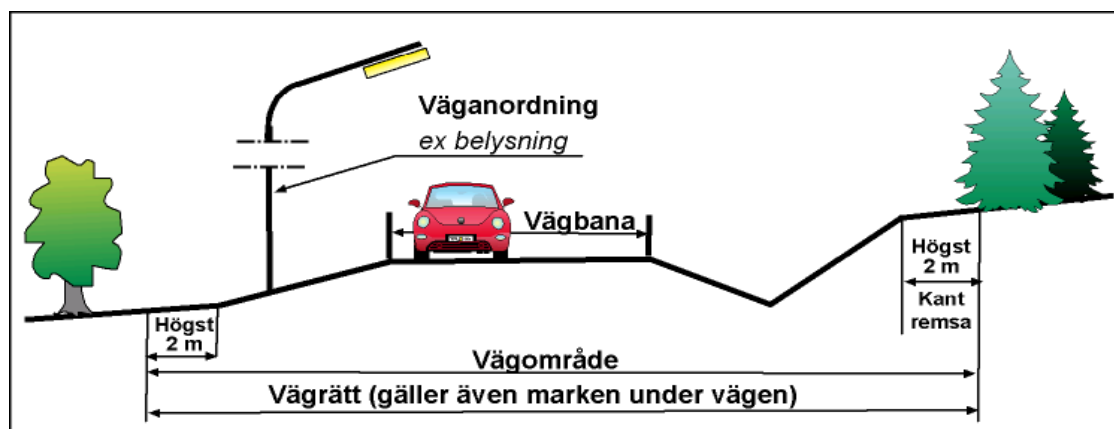 Väganordning
ex belysning
Vägbana
Högst
2 m
Kant
remsa
Högst
2 m
Vägområde
Vägrätt (gäller även marken under vägen)